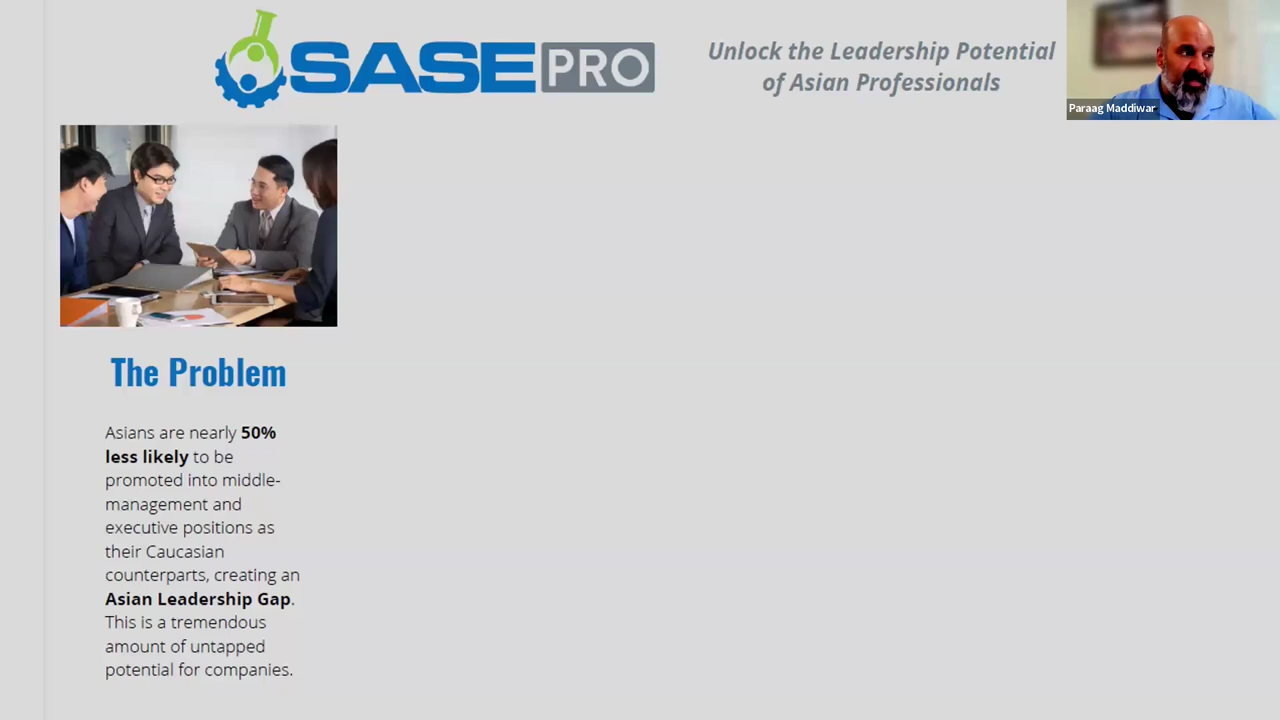 SASE PRO
Unlock the Leadership Potential
of Asian Professionals
Paraag Maddiwar
The Problem
Asians are nearly 50%
less likely to be
promoted into middle-
management and
executive positions as
their Caucasian
counterparts, creating an
Asian Leadership Gap.
This is a tremendous
amount of untapped
potential for companies.